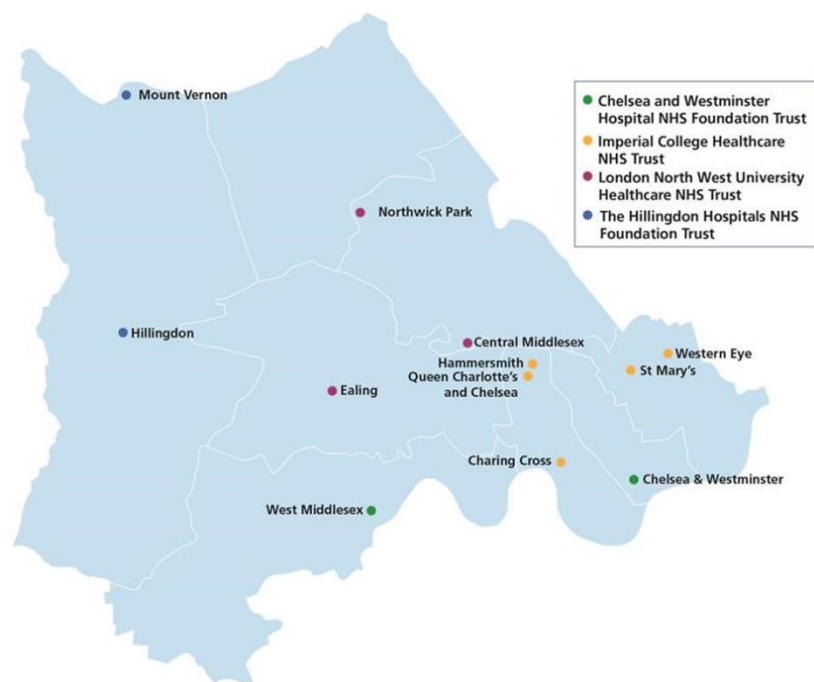 Mount Vernon
Chelsea and Westminster
Hospital NHS Foundation Trust
Imperial College Healthcare
NHS Trust
London North West University
Healthcare NHS Trust
The Hillingdon Hospitals NHS
Foundation Trust
Northwick Park
Hillingdon
Central Middlesex
Hammersmith
Queen Charlotte's
and Chelsea
Western Eye
St Mary's
Ealing
Charing Cross
Chelsea & Westminster
West Middlesex